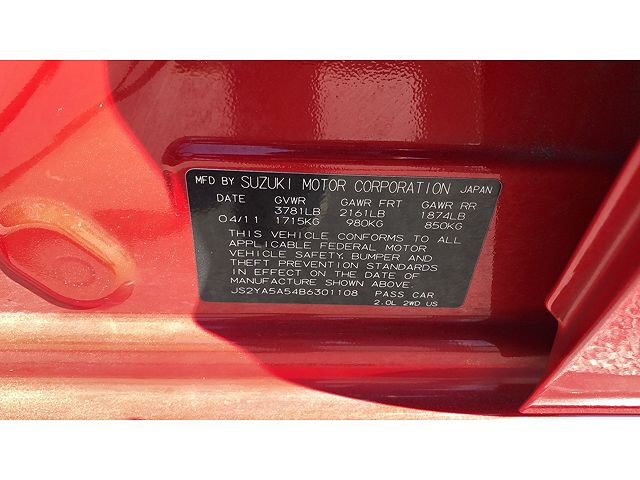 MFD BY SUZUKI MOTOR CORPORATION JAPAN
DATE GVWR GAWR FRT GAWR RR
3781LB 2161LB 1874LB
04/11 1715KG 980KG 850KG
THIS VEHICLE CONFORMS TO ALL
APPLICABLE FEDERAL MOTOR
VEHICLE SAFETY, BUMPER AND
THEFT PREVENTION STANDARDS
IN EFFECT ON THE DATE OF
MANUFACTURE SHOWN ABOVE.
JS2YA5A54B6301108 PASS CAR
2.0L 2WD US